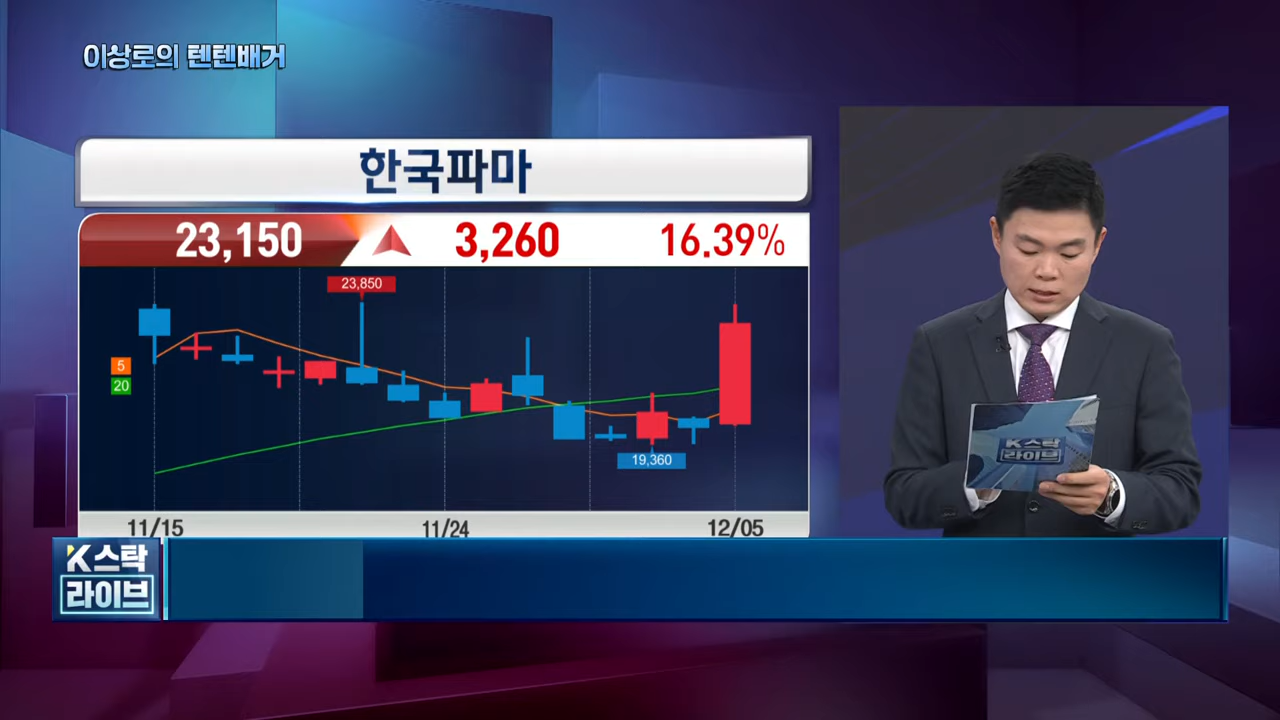 이상로의 텐텐배거
한국파마
23,150 3,260 16.39%
23,850
5
20
19,360
11/15 11/24 12/05
K스탁
라이브
K스탁
라이브